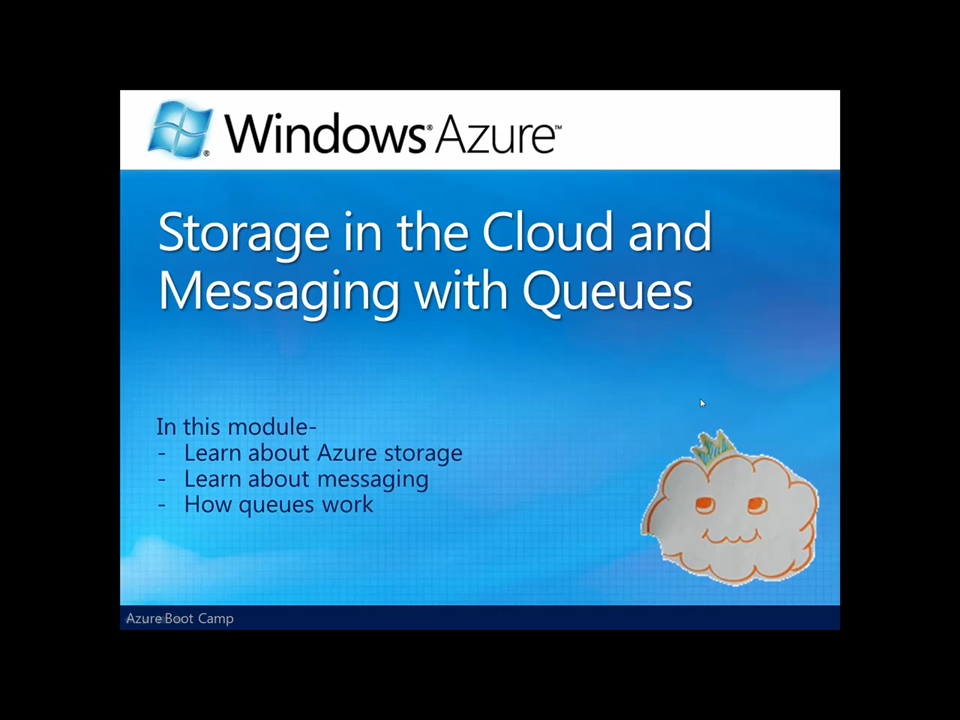 Windows® Azure™
Storage in the Cloud and
Messaging with Queues
In this module-
- Learn about Azure storage
- Learn about messaging
- How queues work
Azure Boot Camp